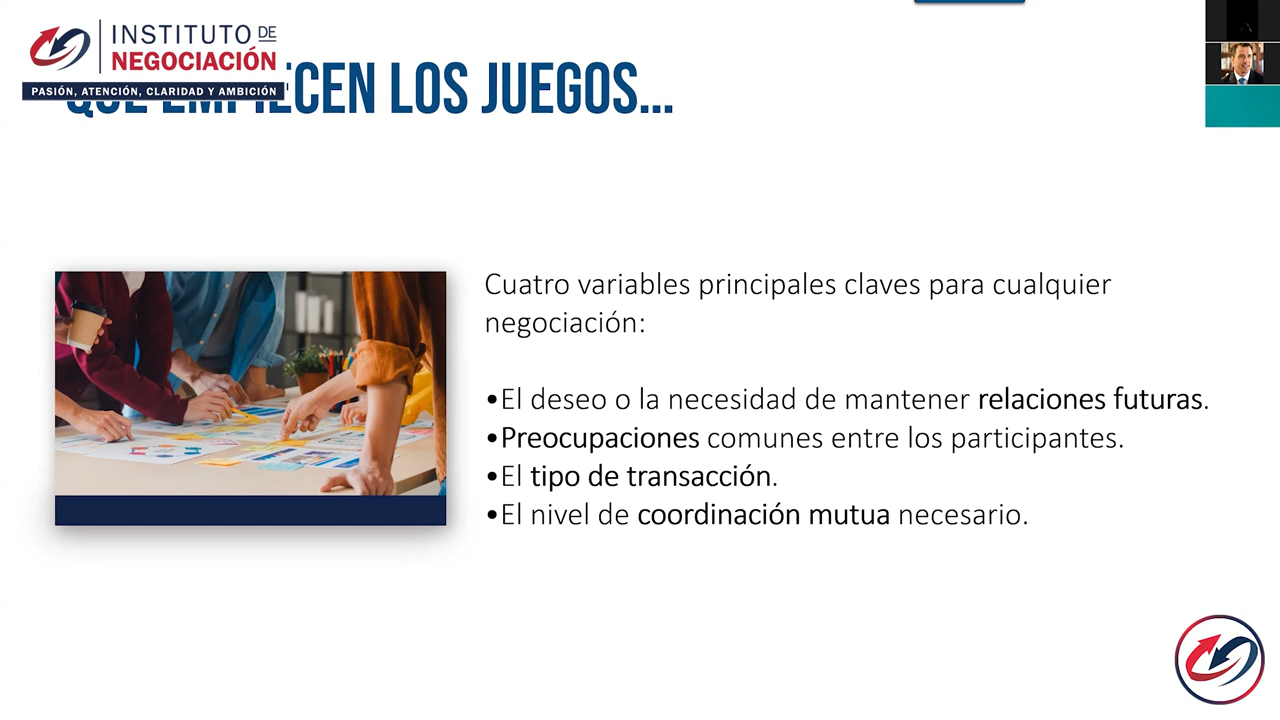 INSTITUTO DE
NEGOCIACIÓN
PASIÓN, ATENCIÓN, CLARIDAD Y AMBICIÓN
QUE EMPIECEN LOS JUEGOS...
Cuatro variables principales claves para cualquier
negociación:
•El deseo o la necesidad de mantener relaciones futuras.
•Preocupaciones comunes entre los participantes.
•El tipo de transacción.
•El nivel de coordinación mutua necesario.